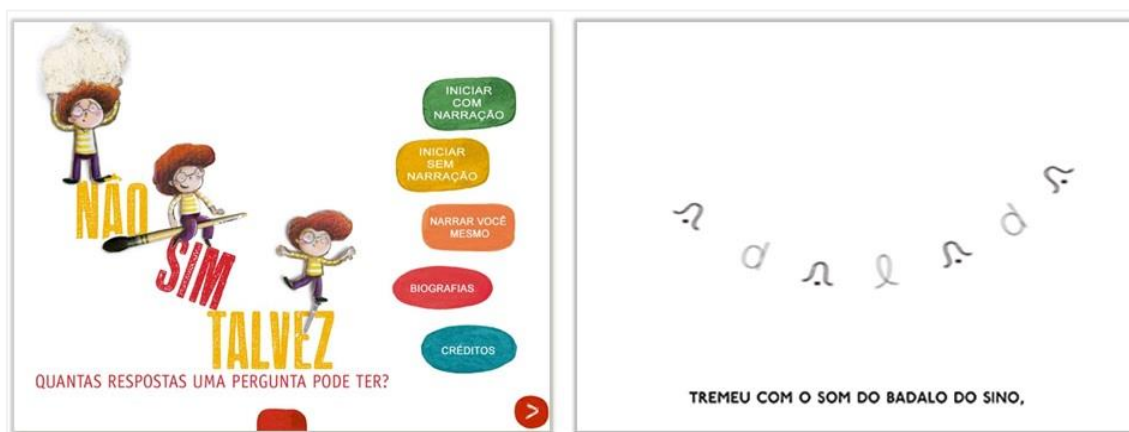 NÃO
SIM
TALVEZ
QUANTAS RESPOSTAS UMA PERGUNTA PODE TER?
INICIAR
COM
NARRAÇÃO
INICIAR
SEM
NARRAÇÃO
NARRAR VOCÊ
MESMO
BIOGRAFIAS
CRÉDITOS
>
d l d
TREMEU COM O SOM DO BADALO DO SINO,